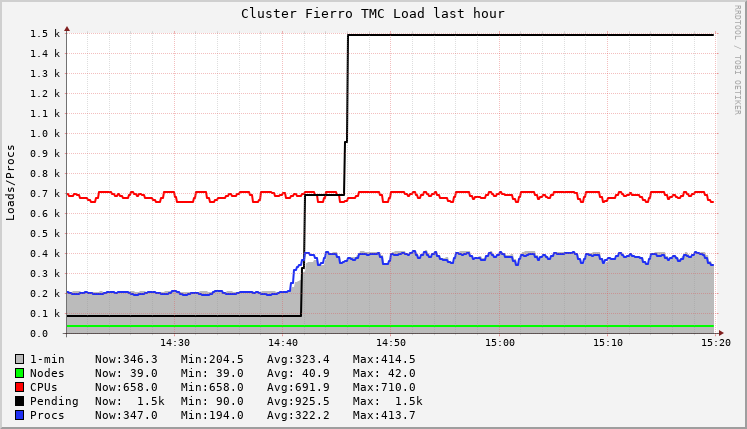 Cluster Fierro TMC Load last hour
RRDTOOL / TOBI OETIKER
Loads/Procs
1.5 k
1.4 k
1.3 k
1.2 k
1.1 k
1.0 k
0.9 k
0.8 k
0.7 k
0.6 k
0.5 k
0.4 k
0.3 k
0.2 k
0.1 k
0.0
14:30 14:40 14:50 15:00 15:10 15:20
1-min Now:346.3 Min:204.5 Avg:323.4 Max:414.5
Nodes Now: 39.0 Min: 39.0 Avg: 40.9 Max: 42.0
CPUs Now:658.0 Min:658.0 Avg:691.9 Max:710.0
Pending Now: 1.5k Min: 90.0 Avg:925.5 Max: 1.5k
Procs Now:347.0 Min:194.0 Avg:322.2 Max:413.7